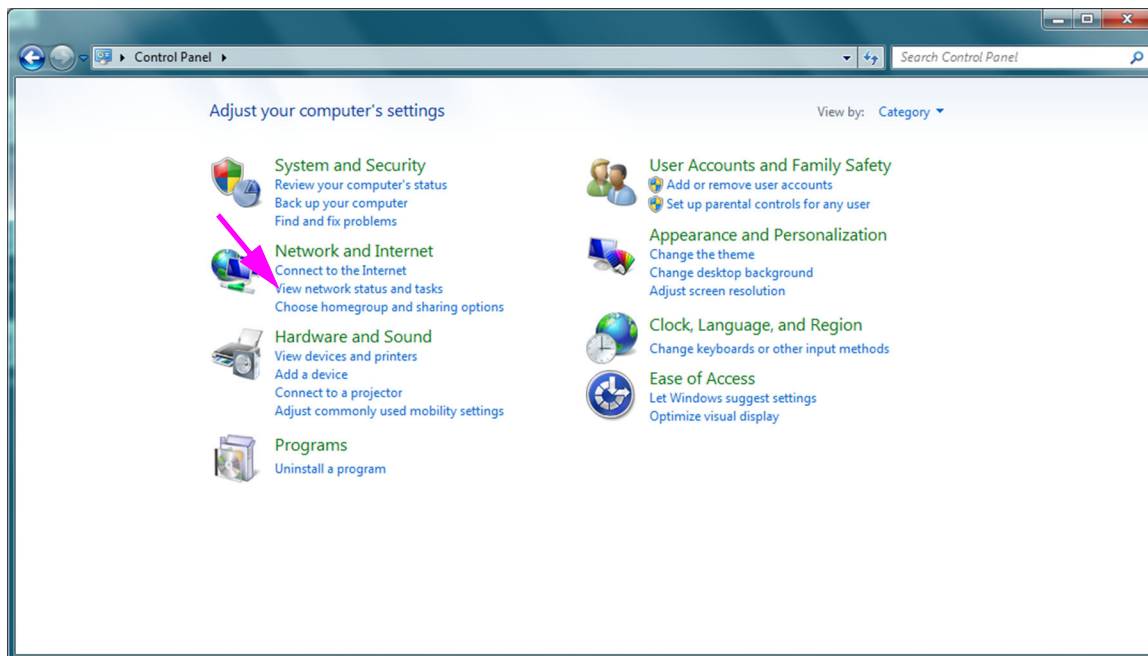 Control Panel
Search Control Panel
Adjust your computer's settings
View by: Category
System and Security
Review your computer's status
Back up your computer
Find and fix problems
Network and Internet
Connect to the Internet
View network status and tasks
Choose homegroup and sharing options
Hardware and Sound
View devices and printers
Add a device
Connect to a projector
Adjust commonly used mobility settings
Programs
Uninstall a program
User Accounts and Family Safety
Add or remove user accounts
Set up parental controls for any user
Appearance and Personalization
Change the theme
Change desktop background
Adjust screen resolution
Clock, Language, and Region
Change keyboards or other input methods
Ease of Access
Let Windows suggest settings
Optimize visual display